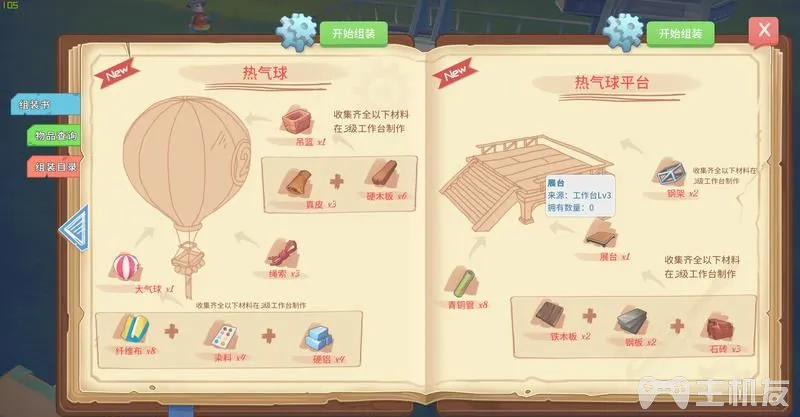 105
开始组装
开始组装
X
New
热气球
组装书
物品查询
组装目录
吊篮 x1
收集齐全以下材料
在3级工作台制作
真皮 x3
硬木板 x6
大气球 x1
绳索 x3
收集齐全以下材料在3级工作台制作
纤维布 x8
染料 x4
硬铝 x4
New
热气球平台
钢架 x2
收集齐全以下材料在
3级工作台制作
展台
来源：工作台Lv3
拥有数量：0
展台 x1
青铜管 x8
收集齐全以下材料
在3级工作台制作
铁木板 x2
钢板 x2
石砖 x3
主机友